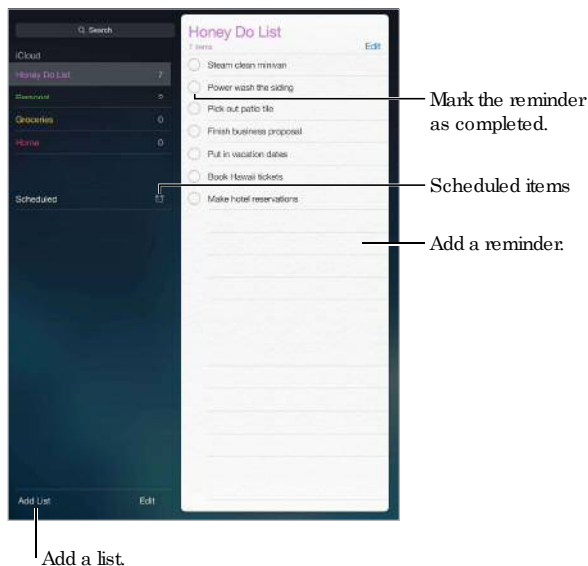 Search
iCloud
Honey Do List 7
Personal
Groceries 0
Home 0
Scheduled
Add List Edit
Honey Do List
7 items Edit
Steam clean minivan
Power wash the siding
Pick out patio tile
Finish business proposal
Put in vacation dates
Book Hawaii tickets
Make hotel reservations
Mark the reminder
as completed.
Scheduled items
Add a reminder.
Add a list.